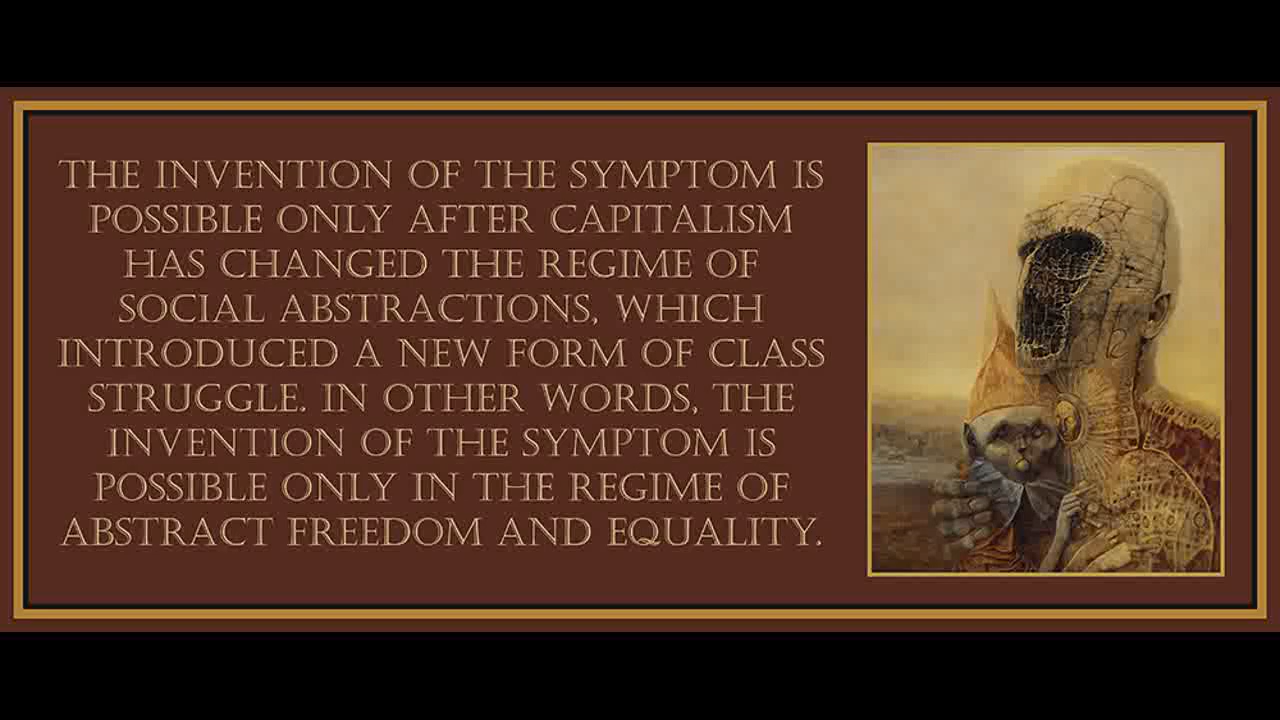 THE INVENTION OF THE SYMPTOM IS
POSSIBLE ONLY AFTER CAPITALISM
HAS CHANGED THE REGIME OF
SOCIAL ABSTRACTIONS, WHICH
INTRODUCED A NEW FORM OF CLASS
STRUGGLE. IN OTHER WORDS, THE
INVENTION OF THE SYMPTOM IS
POSSIBLE ONLY IN THE REGIME OF
ABSTRACT FREEDOM AND EQUALITY.